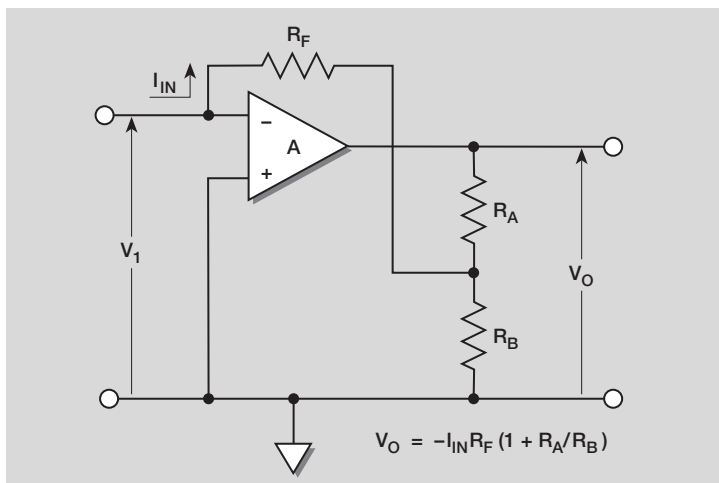 R_F
I_IN
−
A
+
R_A
V_1
V_O
R_B
V_O = −I_IN R_F (1 + R_A/R_B)